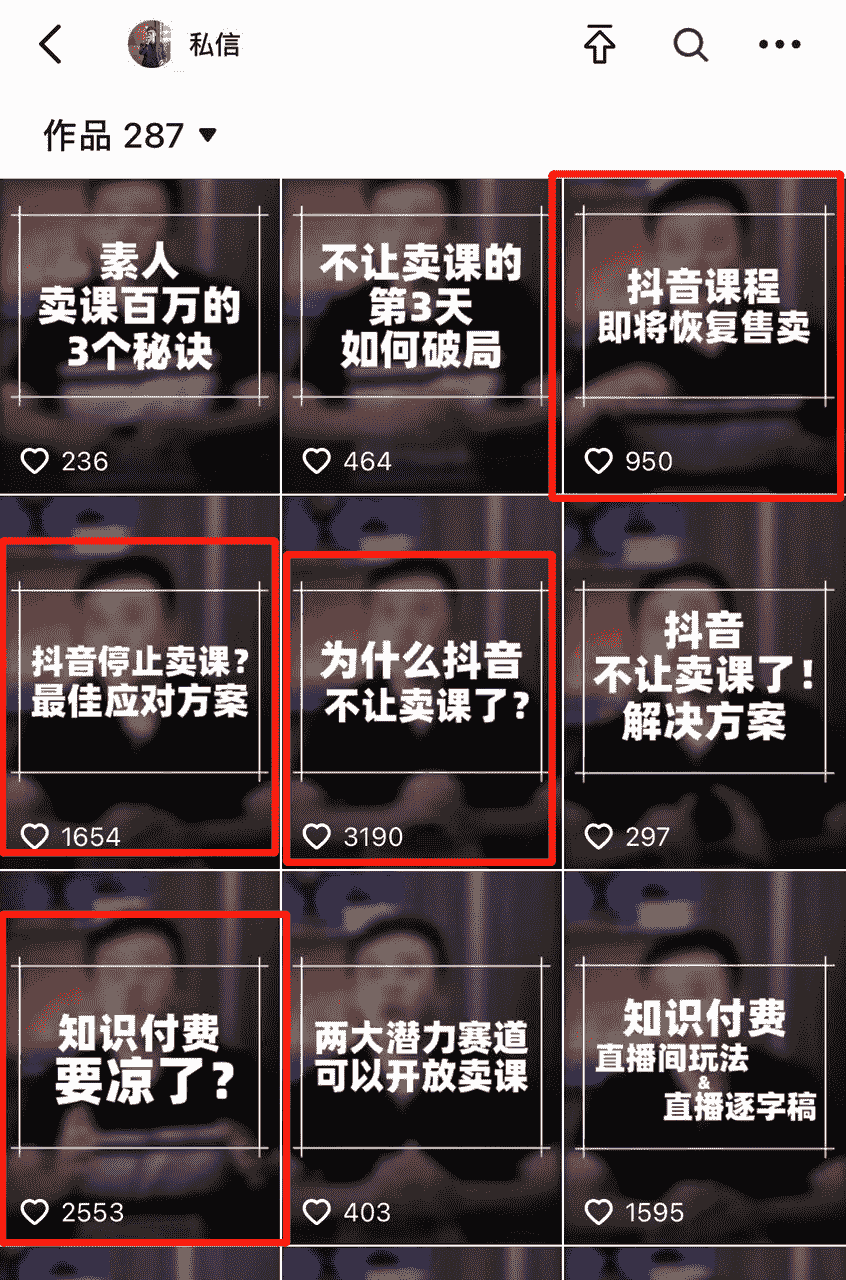 私信
作品 287
素人
卖课百万的
3个秘诀
236
不让卖课的
第3天
如何破局
464
抖音课程
即将恢复售卖
950
抖音停止卖课?
最佳应对方案
1654
为什么抖音
不让卖课了?
3190
抖音
不让卖课了!
解决方案
297
知识付费
要凉了?
2553
两大潜力赛道
可以开放卖课
403
知识付费
直播间玩法
&
直播逐字稿
1595